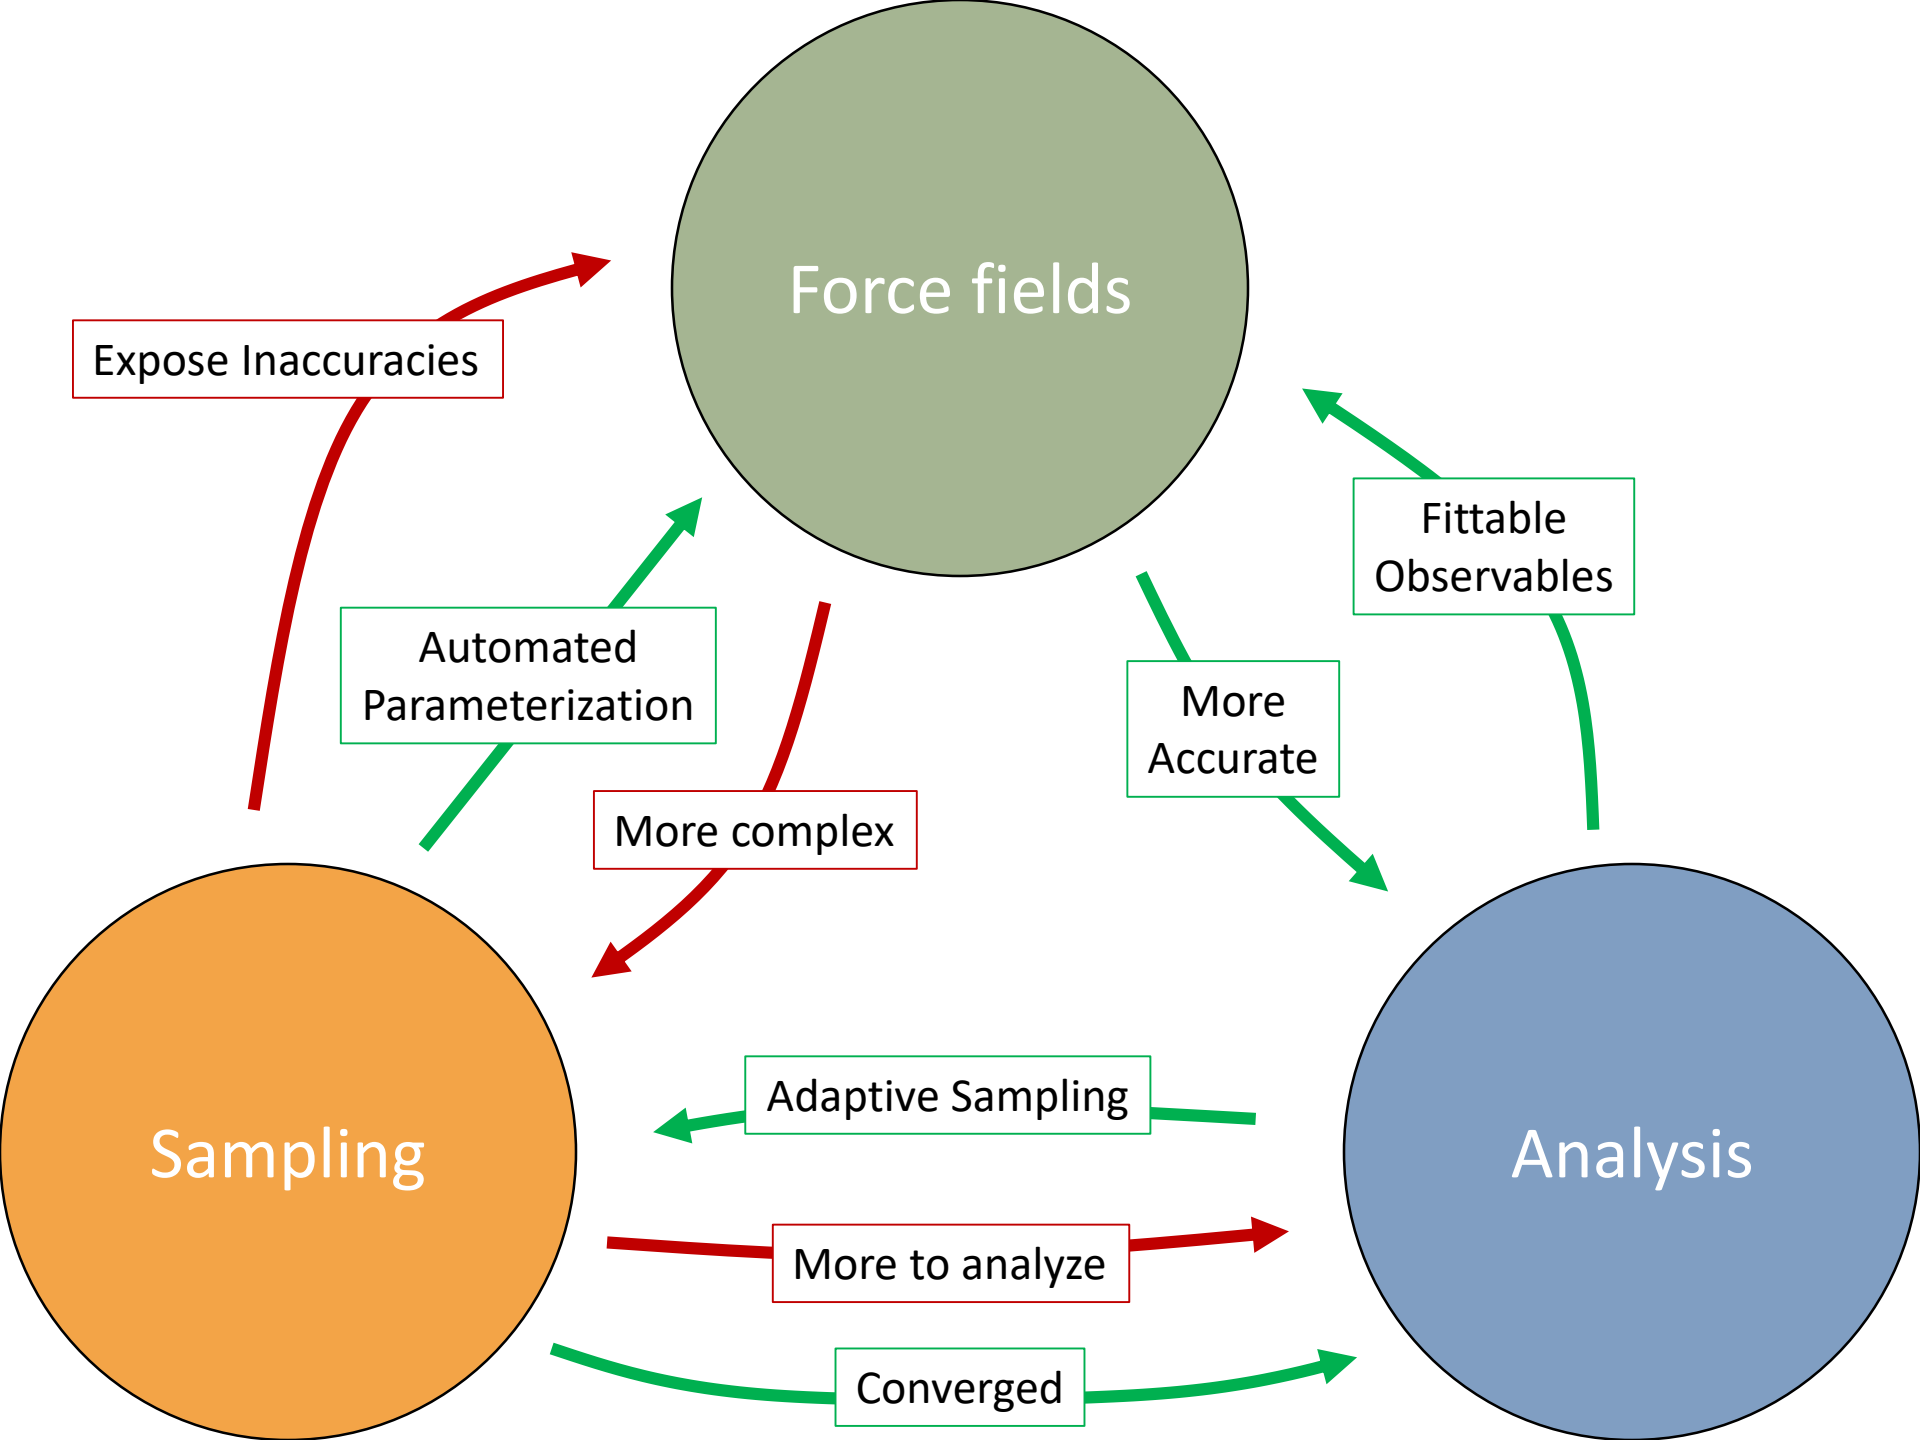 Force fields
Expose Inaccuracies
Fittable
Observables
Automated
Parameterization
More
Accurate
More complex
Adaptive Sampling
Sampling
Analysis
More to analyze
Converged